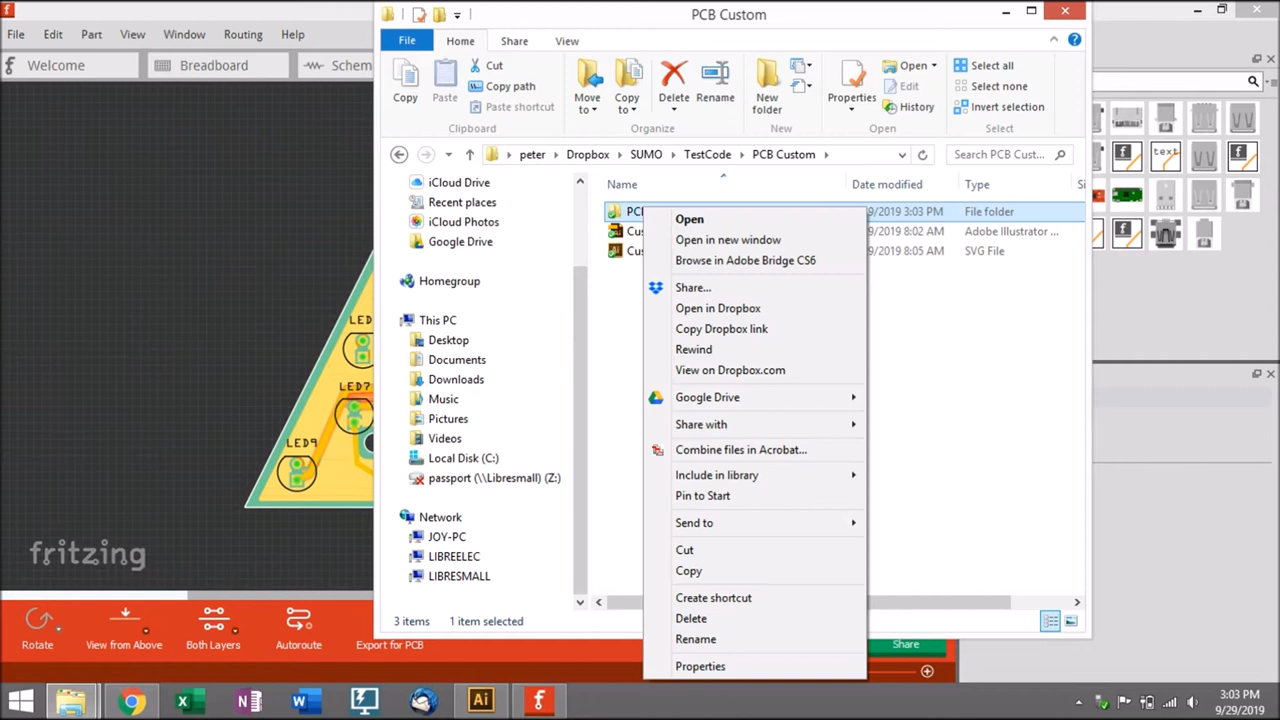 PCB Custom
File
Edit
Part
View
Window
Routing
Help
Welcome
Breadboard
Schem
File
Home
Share
View
Copy
Paste
Cut
Copy path
Paste shortcut
Clipboard
Move to
Copy to
Delete
Rename
Organize
New folder
New
Properties
Open
Edit
History
Open
Select all
Select none
Invert selection
Select
peter
Dropbox
SUMO
TestCode
PCB Custom
Search PCB Cust...
Name
Date modified
Type
Si
iCloud Drive
Recent places
iCloud Photos
Google Drive
Homegroup
This PC
Desktop
Documents
Downloads
Music
Pictures
Videos
Local Disk (C:)
passport (\\Libresmall) (Z:)
Network
JOY-PC
LIBREELEC
LIBRESMALL
PCI
/9/2019 3:03 PM
File folder
Cus
/9/2019 8:02 AM
Adobe Illustrator ...
Cus
/9/2019 8:05 AM
SVG File
Open
Open in new window
Browse in Adobe Bridge CS6
Share...
Open in Dropbox
Copy Dropbox link
Rewind
View on Dropbox.com
Google Drive
Share with
Combine files in Acrobat...
Include in library
Pin to Start
Send to
Cut
Copy
Create shortcut
Delete
Rename
Properties
text
LED
LED7
LED9
fritzing
3 items
1 item selected
Rotate
View from Above
Both Layers
Autoroute
Export for PCB
Share
3:03 PM
9/29/2019